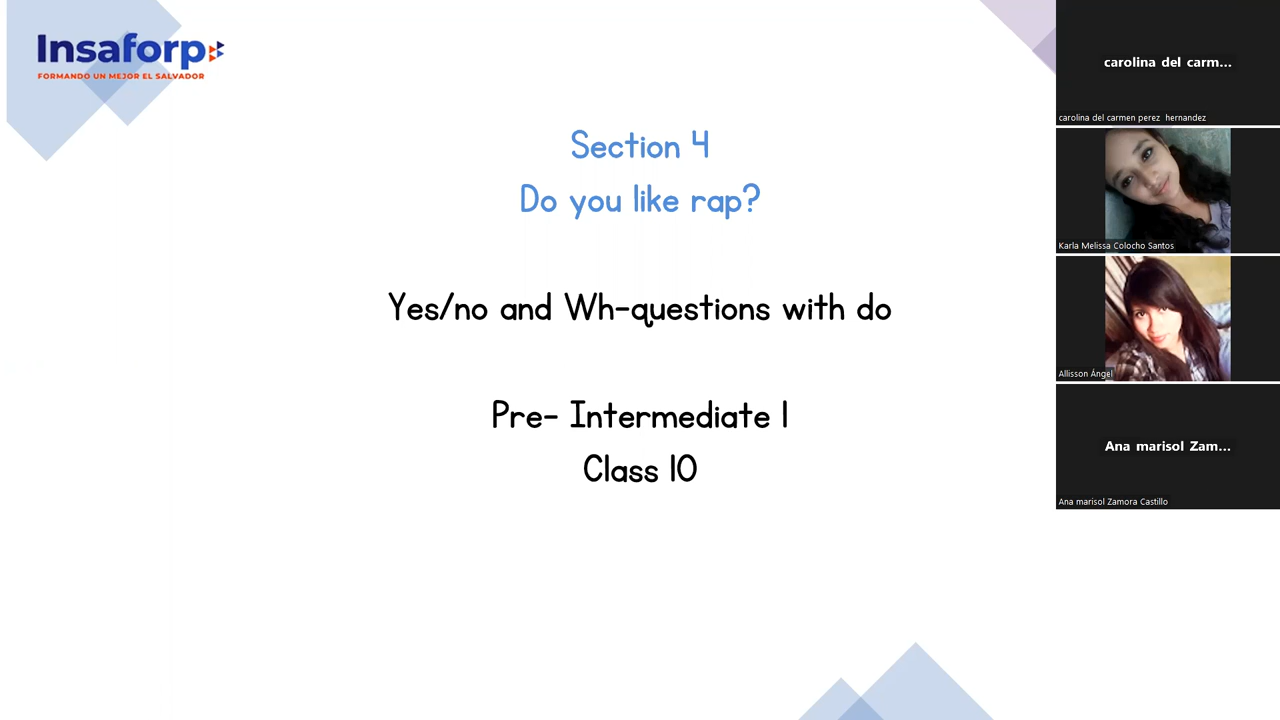 Insaforp
FORMANDO UN MEJOR EL SALVADOR
Section 4
Do you like rap?
Yes/no and Wh-questions with do
Pre- Intermediate 1
Class 10
carolina del carm...
carolina del carmen perez hernandez
Karla Melissa Colocho Santos
Allisson Ángel
Ana marisol Zam...
Ana marisol Zamora Castillo